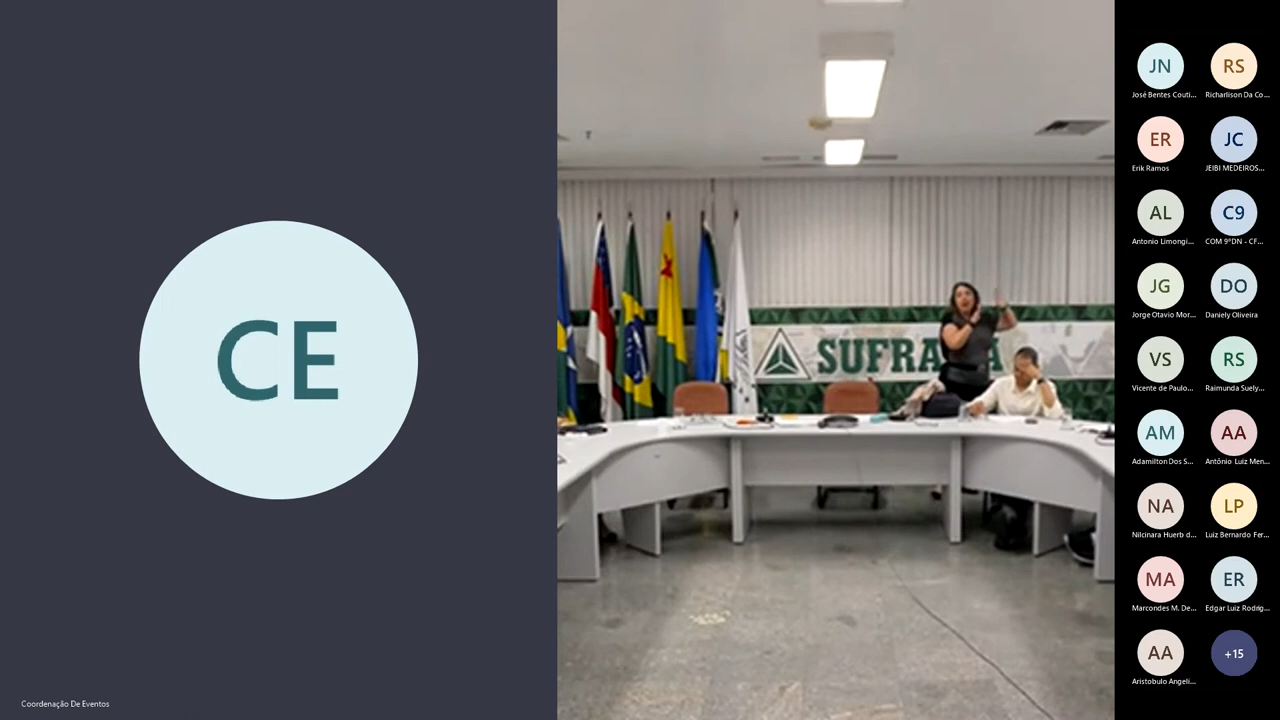 CE
Coordenação De Eventos
SUFRA A
JN
José Bentes Couti...
RS
Richarlison Da Co...
ER
Erik Ramos
JC
JEIBI MEDEIROS...
AL
Antonio Limongi...
C9
COM 9°DN - CF...
JG
Jorge Otavio Mor...
DO
Daniely Oliveira
VS
Vicente de Paulo...
RS
Raimunda Suely...
AM
Adamilton Dos S...
AA
Antônio Luiz Men...
NA
Nilcinara Huerb d...
LP
Luiz Bernardo Fer...
MA
Marcondes M. De...
ER
Edgar Luiz Rodrig...
AA
Aristobulo Angeli...
+15